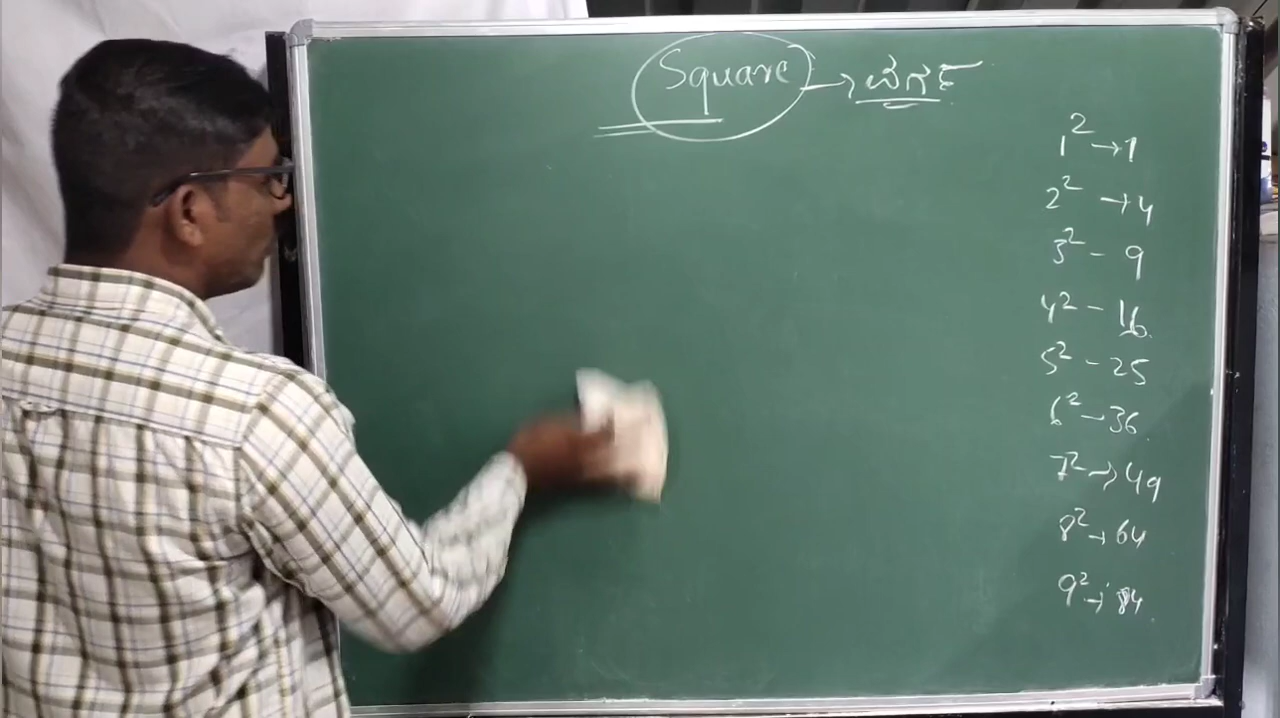 Square → ವರ್ಗ
1² → 1
2² → 4
3² - 9
4² - 16
5² - 25
6² - 36
7² → 49
8² → 64
9² → 84